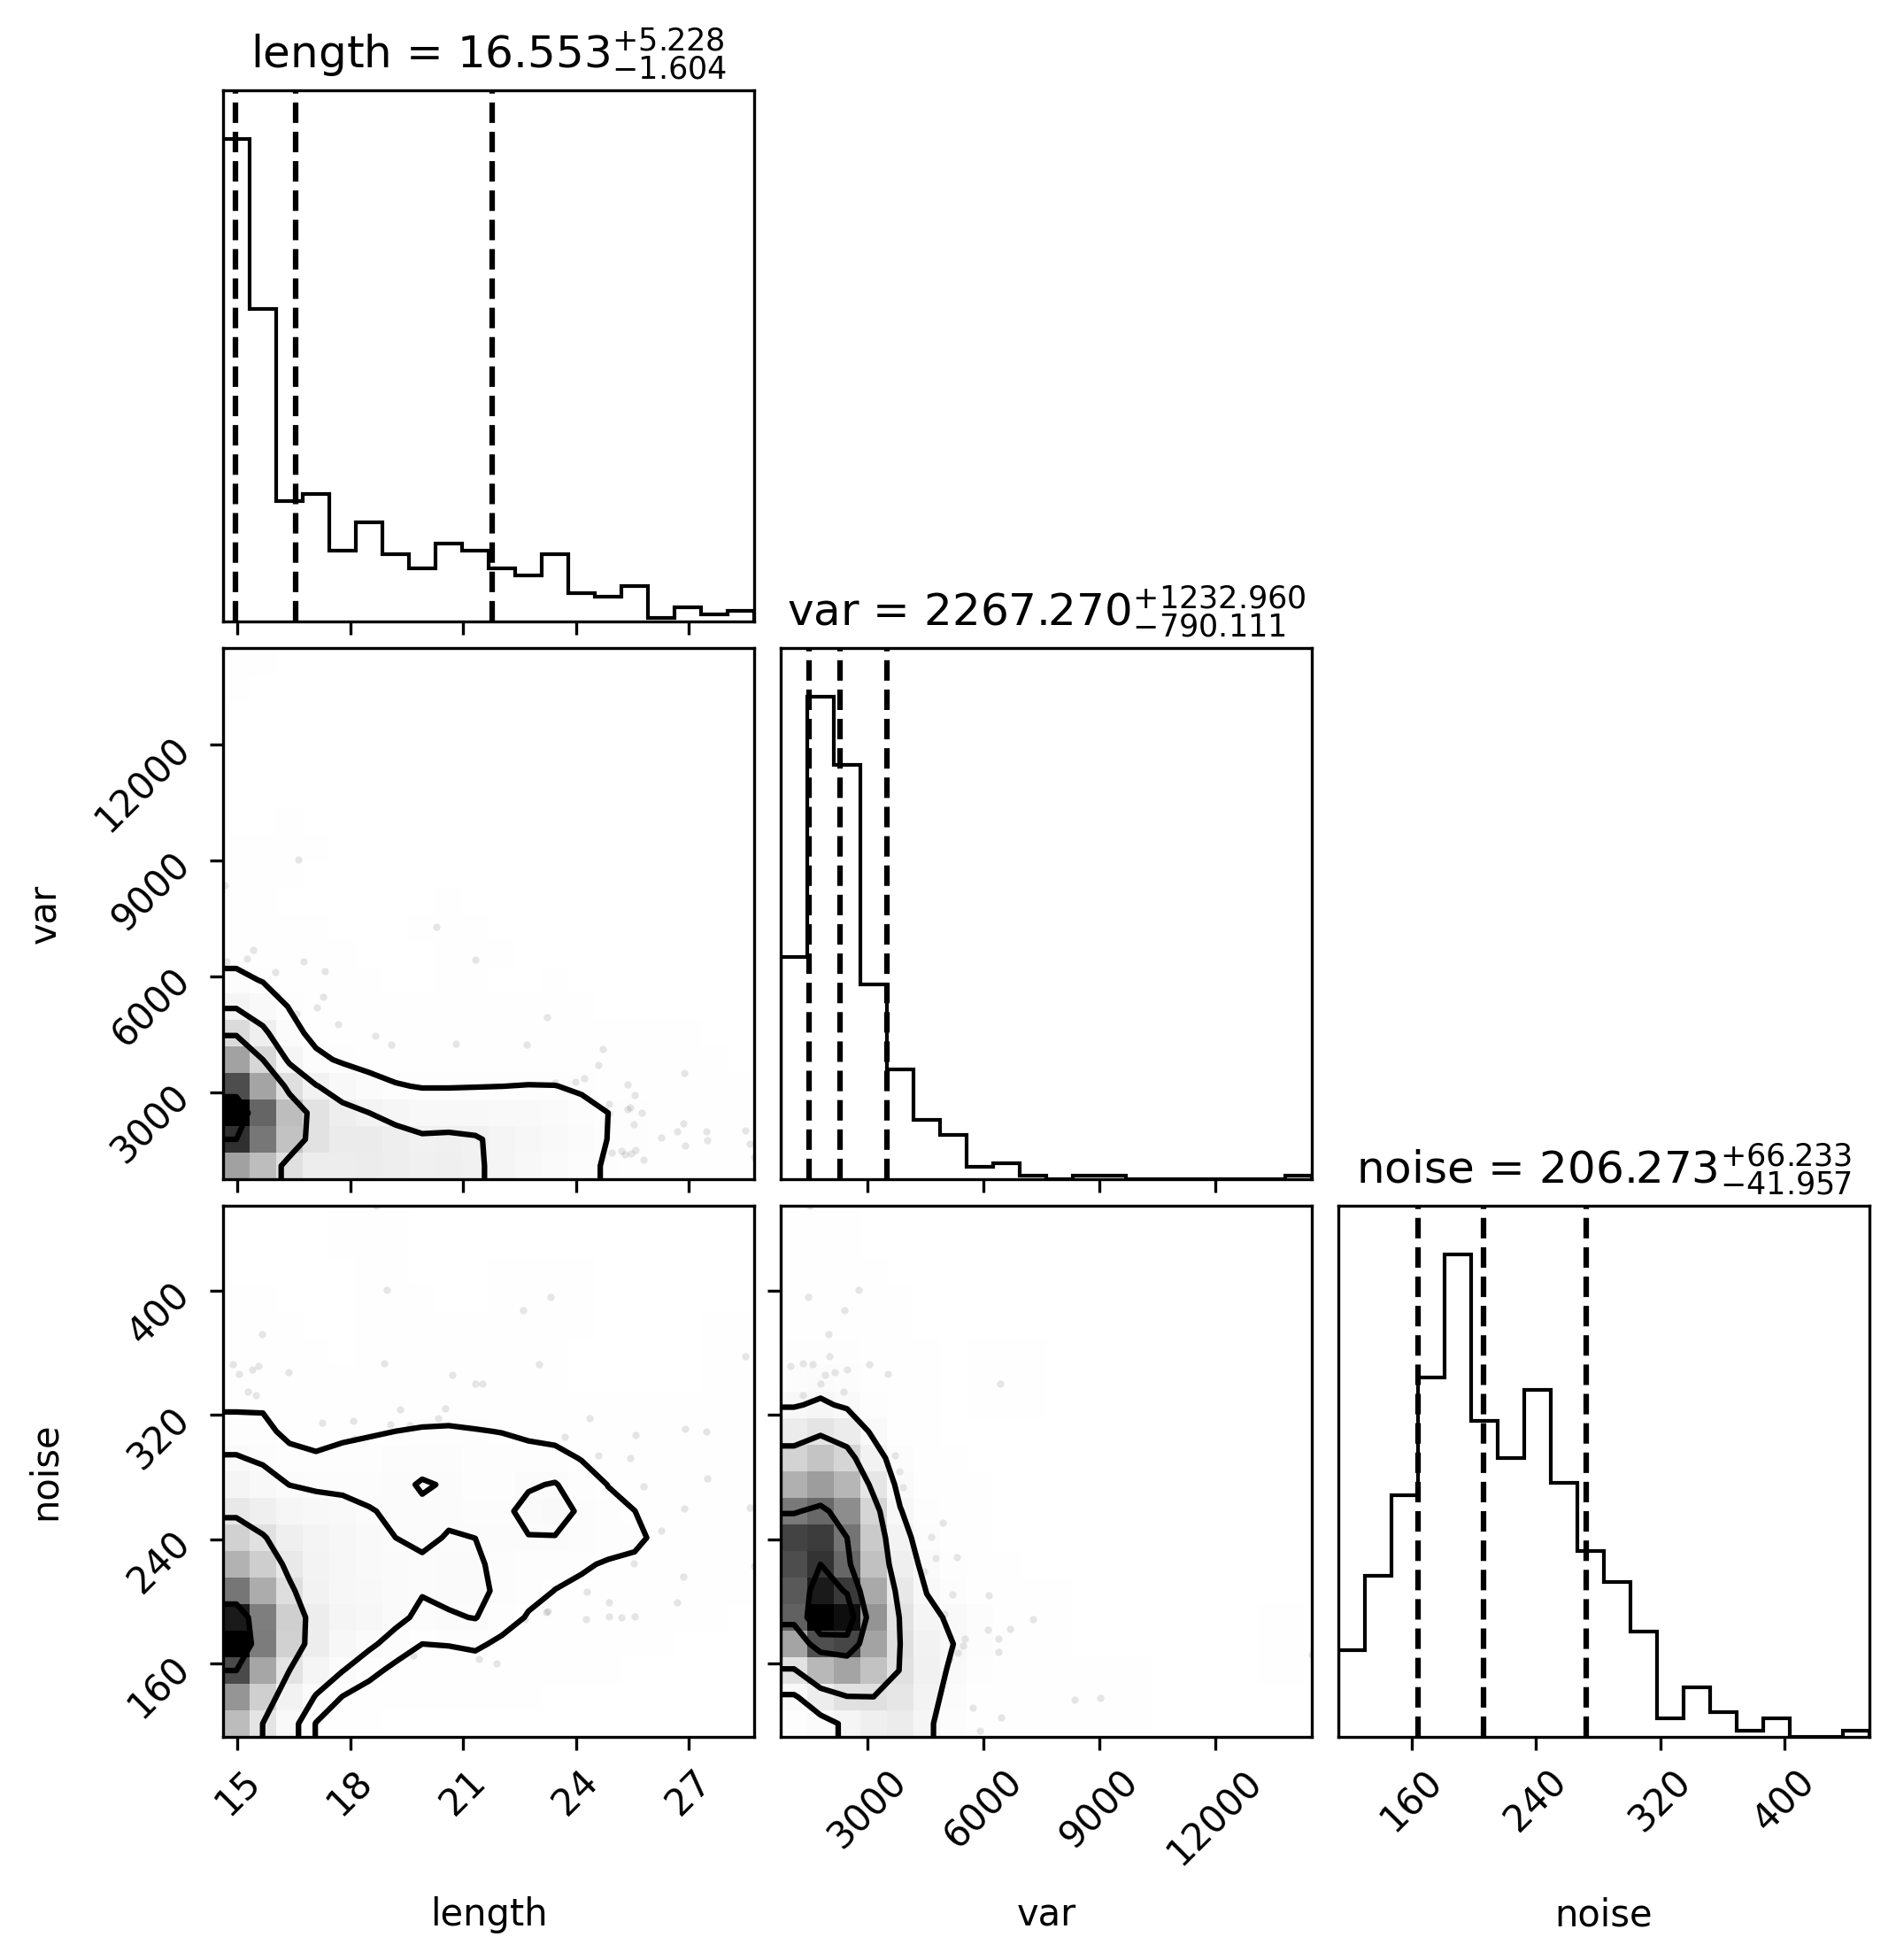 length = 16.553+5.228−1.604
var = 2267.270+1232.960−790.111
12000
9000
6000
3000
var
noise = 206.273+66.233−41.957
400
320
240
160
noise
15 18 21 24 27 3000 6000 9000 12000 160 240 320 400
length var noise